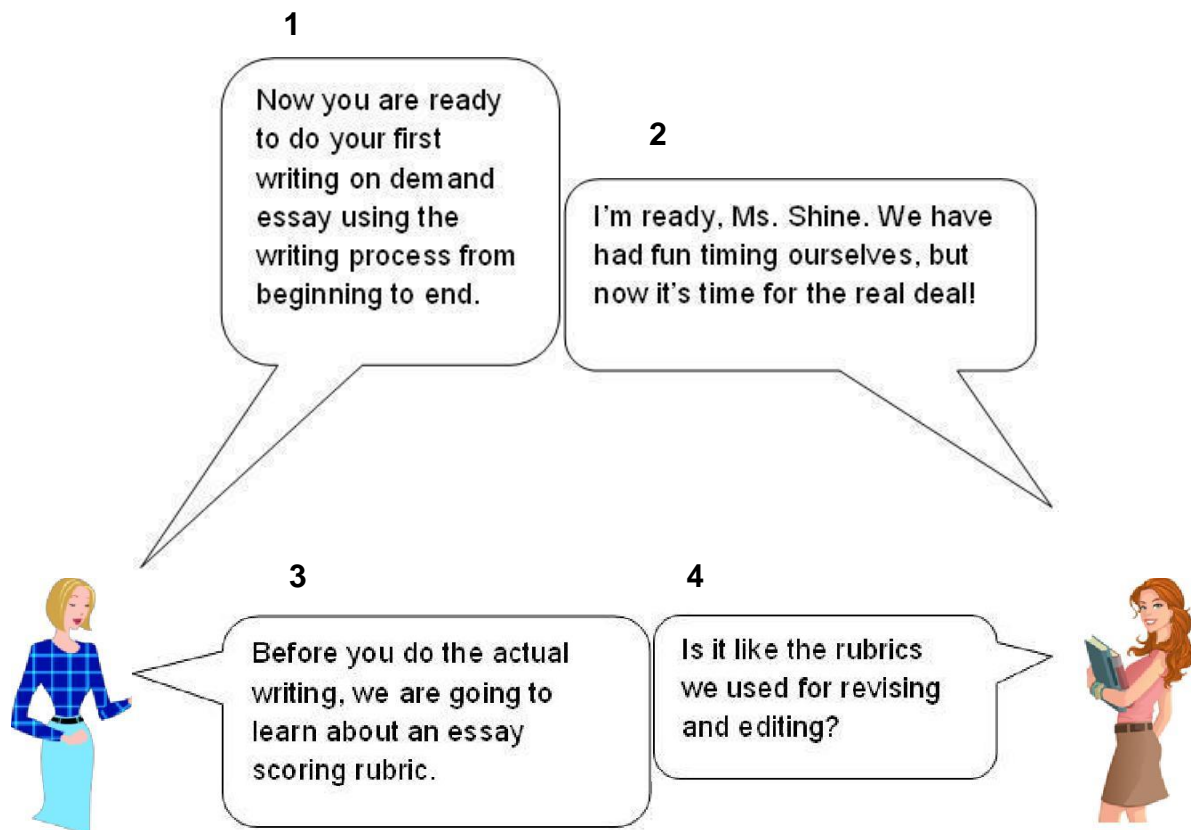 1
Now you are ready
to do your first
writing on demand
essay using the
writing process from
beginning to end.
2
I'm ready, Ms. Shine. We have
had fun timing ourselves, but
now it's time for the real deal!
3
Before you do the actual
writing, we are going to
learn about an essay
scoring rubric.
4
Is it like the rubrics
we used for revising
and editing?